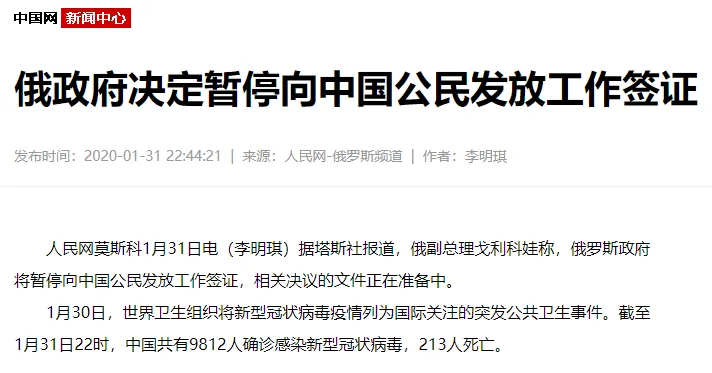 中国网 新闻中心
俄政府决定暂停向中国公民发放工作签证
发布时间：2020-01-31 22:44:21 | 来源：人民网-俄罗斯频道 | 作者：李明琪
人民网莫斯科1月31日电（李明琪）据塔斯社报道，俄副总理戈利科娃称，俄罗斯政府
将暂停向中国公民发放工作签证，相关决议的文件正在准备中。
1月30日，世界卫生组织将新型冠状病毒疫情列为国际关注的突发公共卫生事件。截至
1月31日22时，中国共有9812人确诊感染新型冠状病毒，213人死亡。